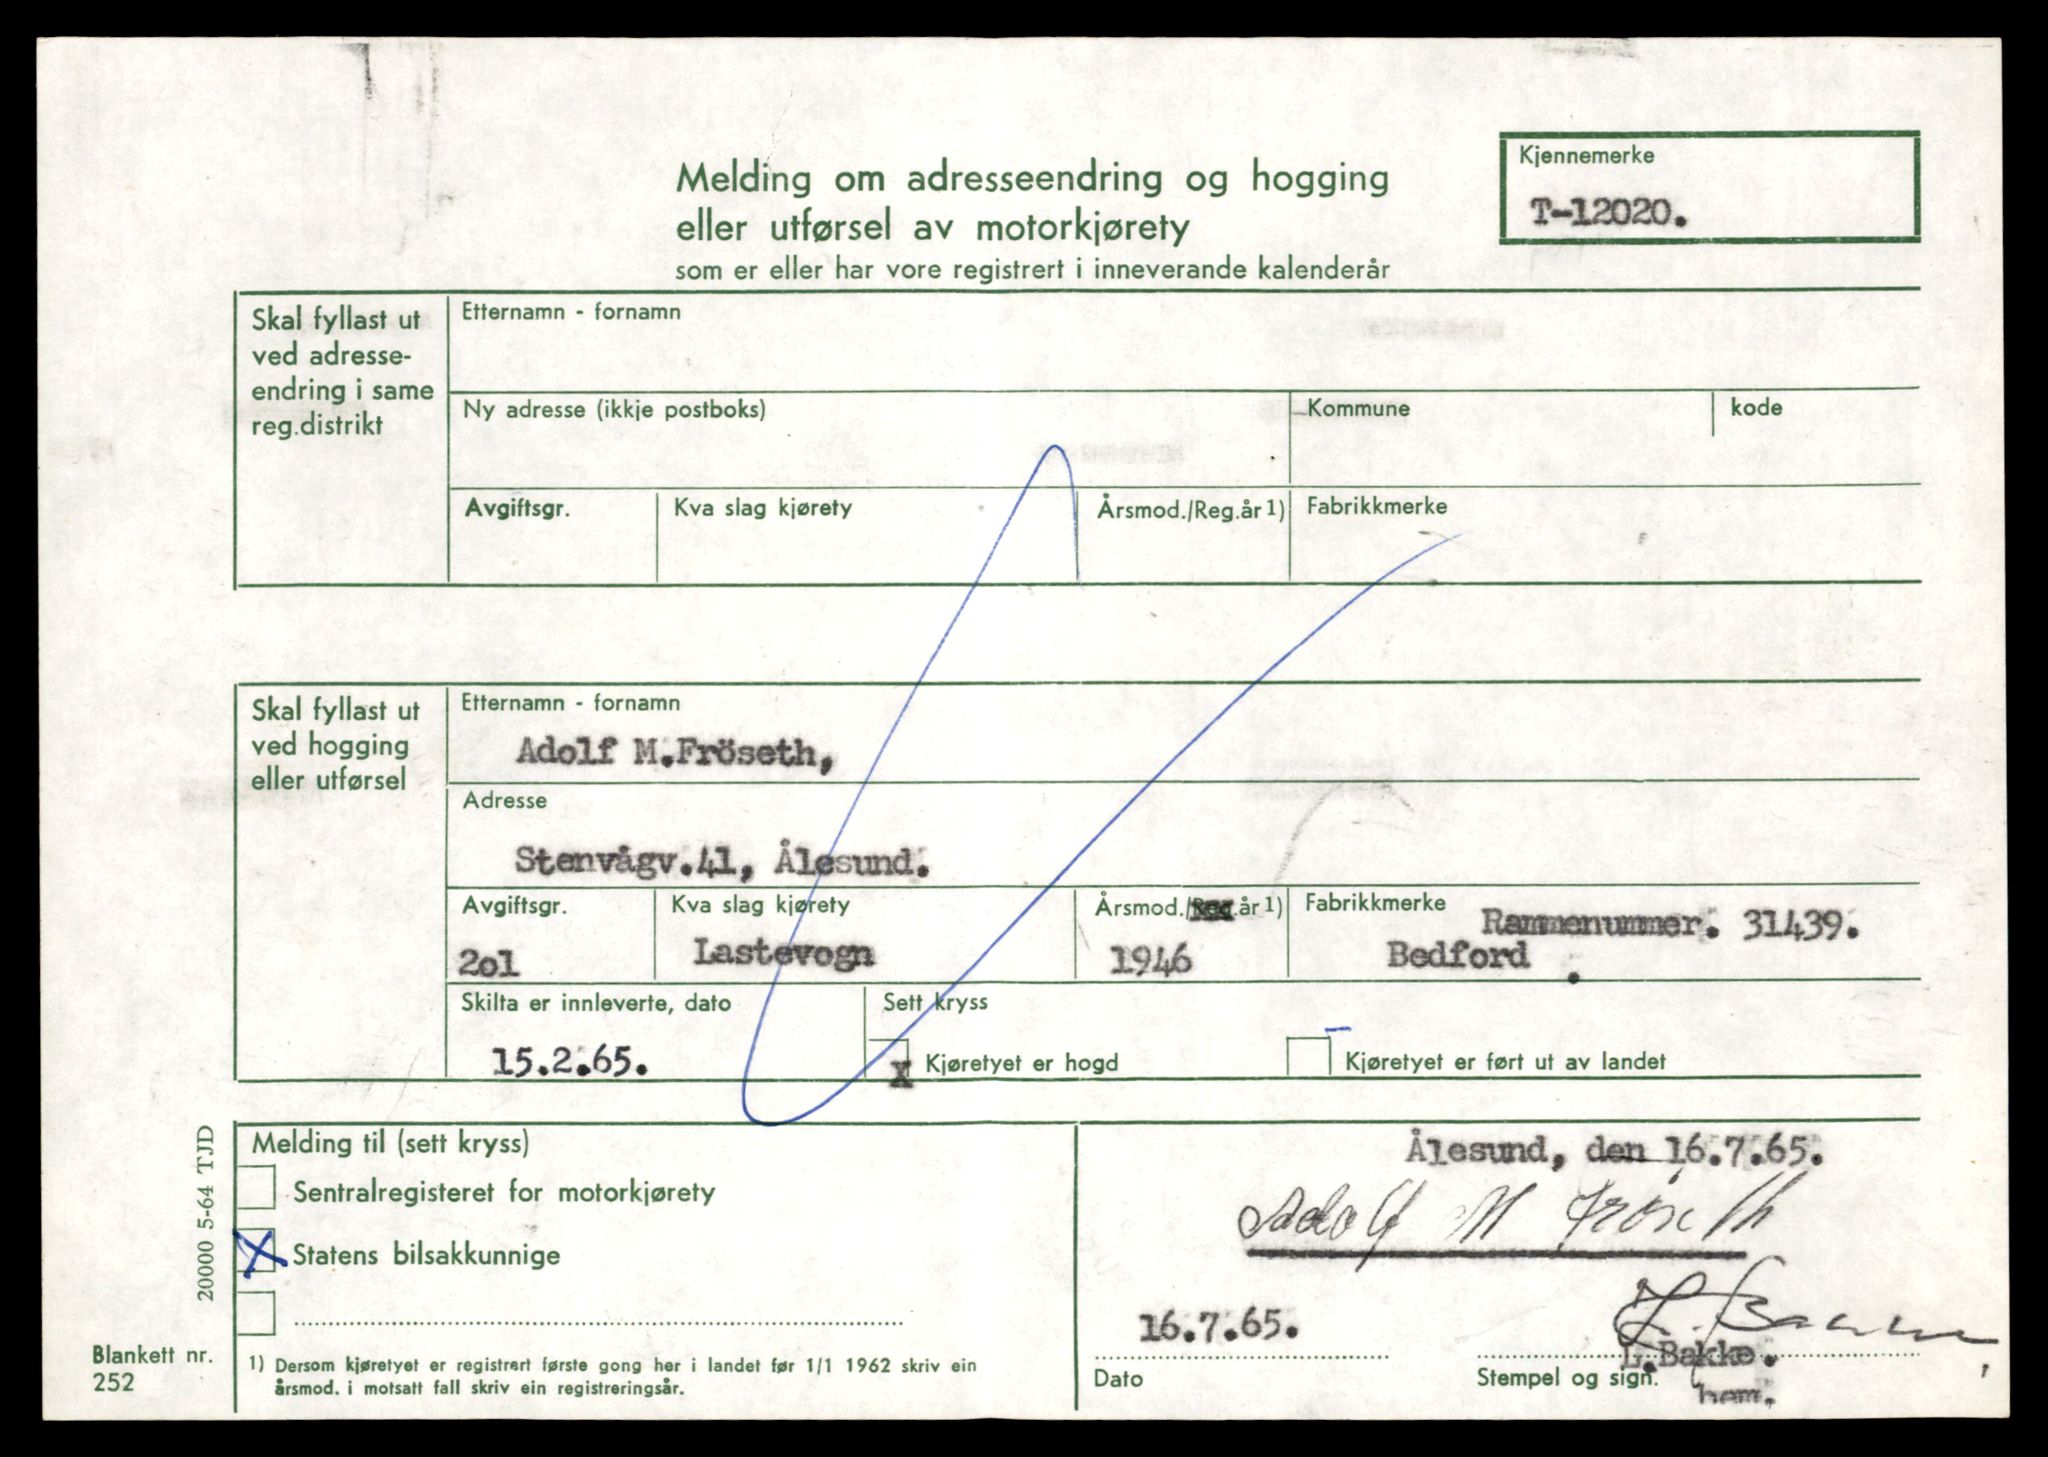 Melding om adresseendring og hogging
eller utførsel av motorkjørety
som er eller har vore registrert i inneverande kalenderår
Kjennemerke
T-12020.
Skal fyllast ut
ved adresse-
endring i same
reg.distrikt
Etternamn - fornamn
Ny adresse (ikkje postboks)
Kommune
kode
Avgiftsgr.
Kva slag kjørety
Årsmod./Reg.år 1)
Fabrikkmerke
Skal fyllast ut
ved hogging
eller utførsel
Etternamn - fornamn
Adolf M.Fröseth,
Adresse
Stenvågv.41, Ålesund.
Avgiftsgr.
2o1
Kva slag kjørety
Lastevogn
Årsmod./Reg.år 1)
1946
Fabrikkmerke
Rammenummer. 31439.
Bedford .
Skilta er innleverte, dato
15.2.65.
Sett kryss
X Kjøretyet er hogd
Kjøretyet er ført ut av landet
Melding til (sett kryss)
Sentralregisteret for motorkjørety
X Statens bilsakkunnige
1) Dersom kjøretyet er registrert første gong her i landet før 1/1 1962 skriv ein
årsmod. i motsatt fall skriv ein registreringsår.
Ålesund, den 16.7.65.
Adolf M Fröseth
16.7.65.
Dato
L. Bakke
L.Bakke.
Stempel og sign.
bem.
20000 5-64 TJD
Blankett nr.
252